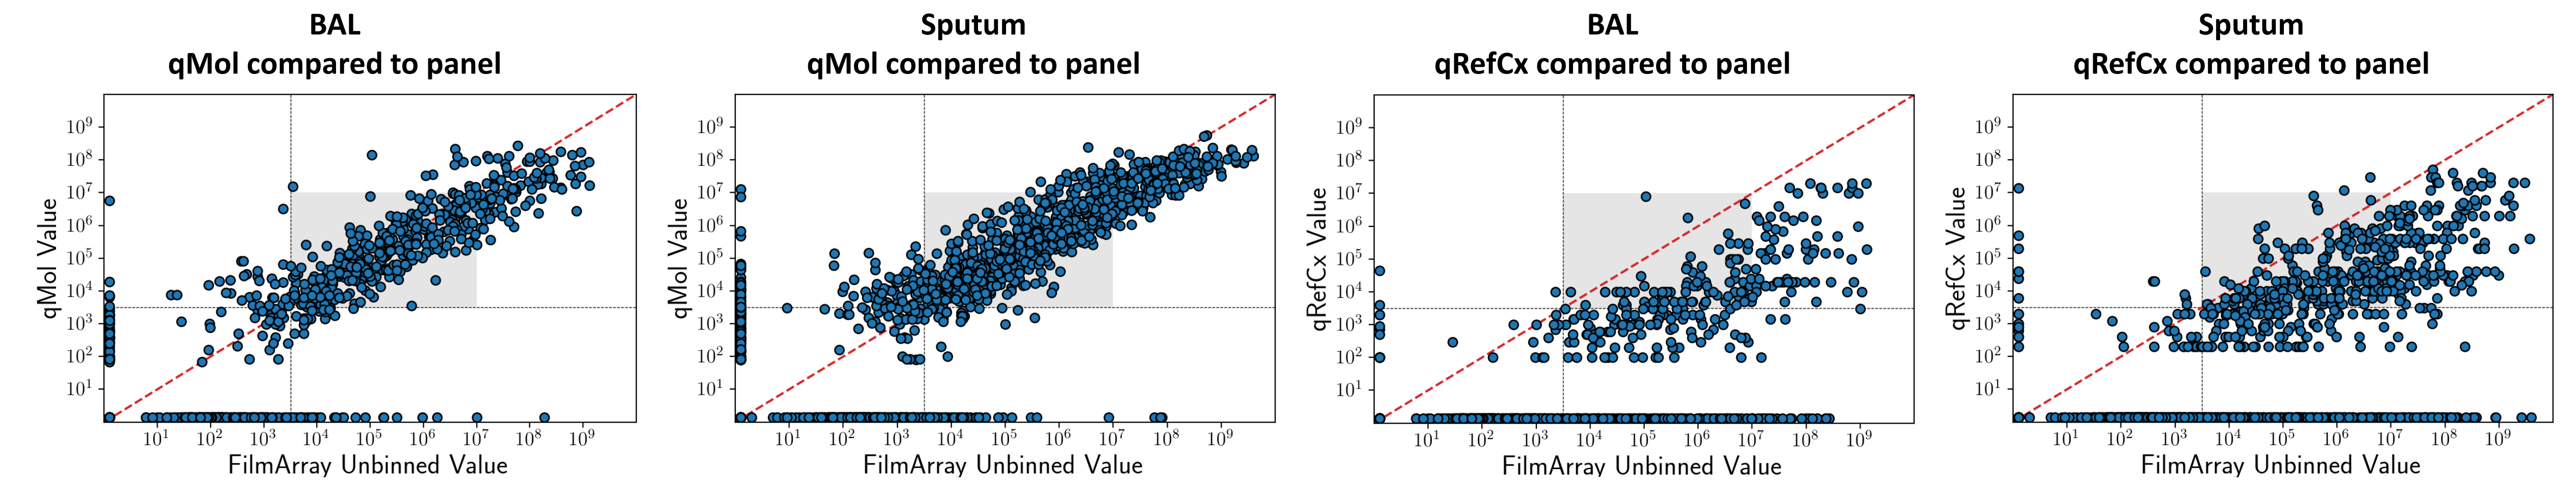 BAL
qMol compared to panel
qMol Value
10⁹
10⁸
10⁷
10⁶
10⁵
10⁴
10³
10²
10¹
10¹ 10² 10³ 10⁴ 10⁵ 10⁶ 10⁷ 10⁸ 10⁹
FilmArray Unbinned Value
Sputum
qMol compared to panel
qMol Value
10⁹
10⁸
10⁷
10⁶
10⁵
10⁴
10³
10²
10¹
10¹ 10² 10³ 10⁴ 10⁵ 10⁶ 10⁷ 10⁸ 10⁹
FilmArray Unbinned Value
BAL
qRefCx compared to panel
qRefCx Value
10⁹
10⁸
10⁷
10⁶
10⁵
10⁴
10³
10²
10¹
10¹ 10² 10³ 10⁴ 10⁵ 10⁶ 10⁷ 10⁸ 10⁹
FilmArray Unbinned Value
Sputum
qRefCx compared to panel
qRefCx Value
10⁹
10⁸
10⁷
10⁶
10⁵
10⁴
10³
10²
10¹
10¹ 10² 10³ 10⁴ 10⁵ 10⁶ 10⁷ 10⁸ 10⁹
FilmArray Unbinned Value